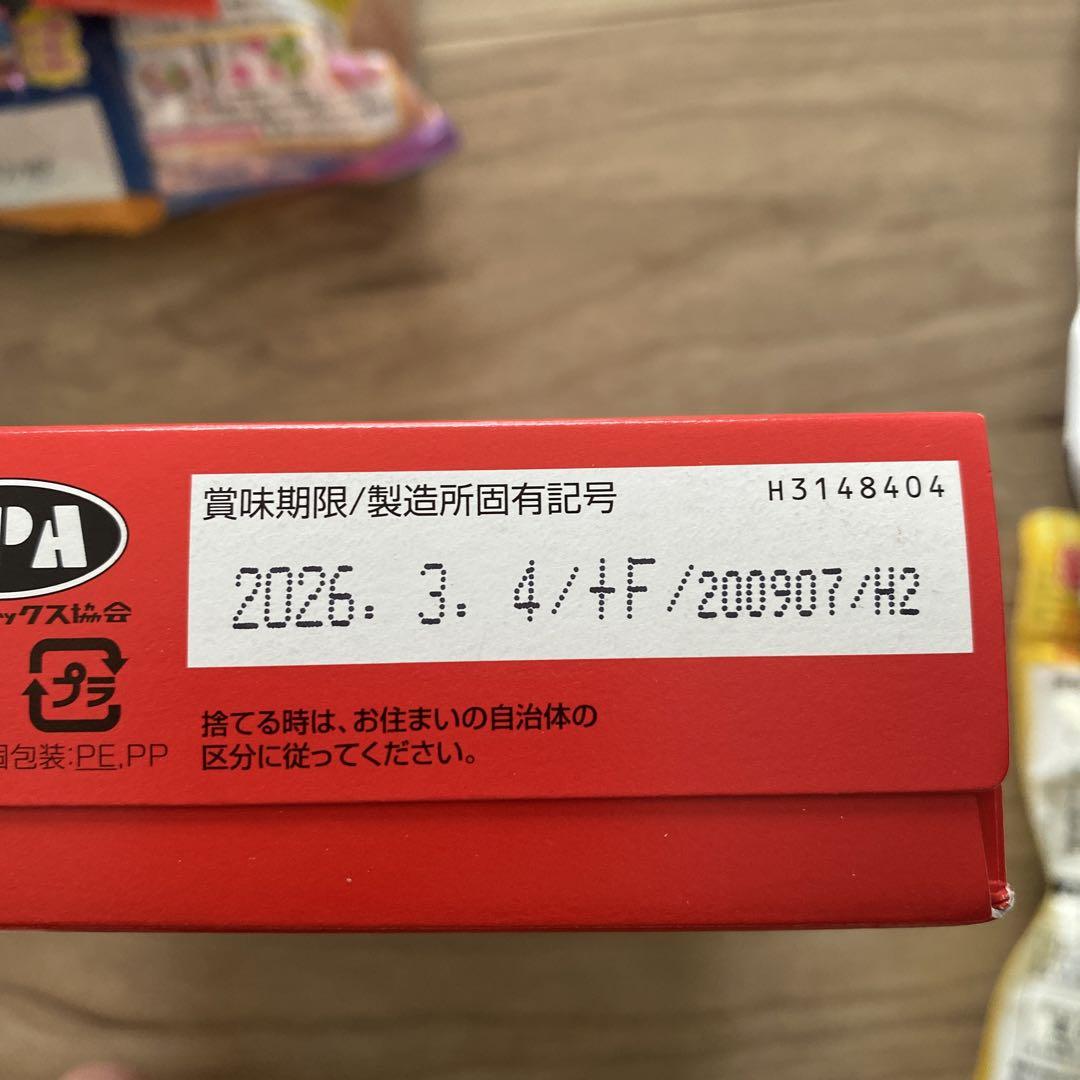 賞味期限/製造所固有記号
H3148404
2026. 3. 4/+F/200907/H2
PA
ックス協会
プラ
個包装:PE,PP
捨てる時は、お住まいの自治体の
区分に従ってください。